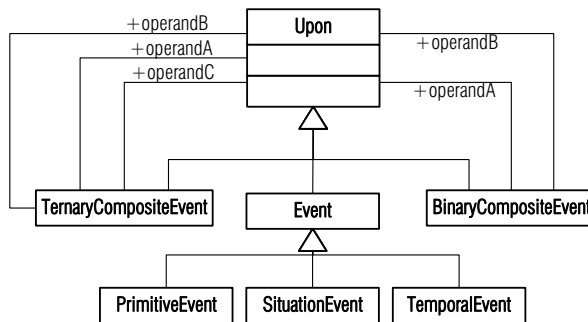 +operandB
Upon
+operandB
+operandA
+operandC
+operandA
TernaryCompositeEvent
Event
BinaryCompositeEvent
PrimitiveEvent
SituationEvent
TemporalEvent